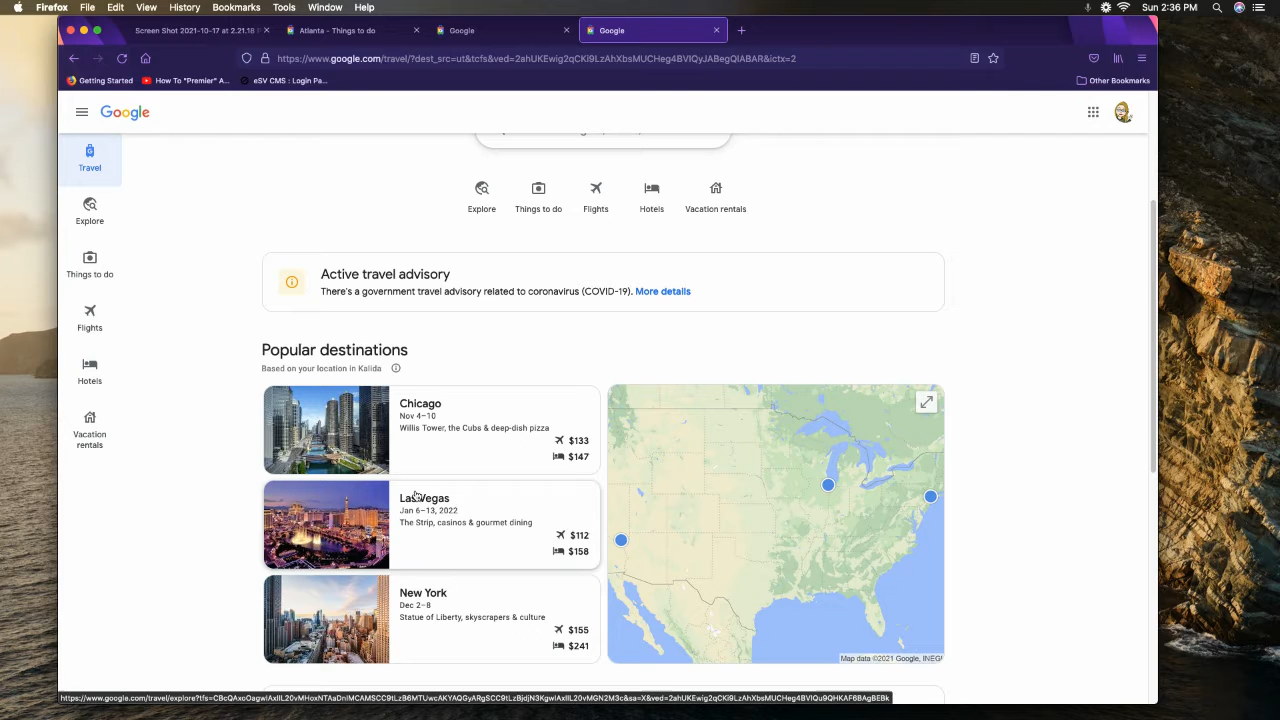 Firefox File Edit View History Bookmarks Tools Window Help
Sun 2:36 PM
Screen Shot 2021-10-17 at 2.21.18
Atlanta - Things to do
Google
Google
https://www.google.com/travel/?dest_src=ut&tcfs&ved=2ahUKEwig2qCKl9LzAhXbsMUCHeg4BVIQyJABegQIABAR&ictx=2
Getting Started
How To "Premier" A...
eSV CMS : Login Pa...
Other Bookmarks
Google
Travel
Explore
Things to do
Flights
Hotels
Vacation
rentals
Explore Things to do Flights Hotels Vacation rentals
Active travel advisory
There's a government travel advisory related to coronavirus (COVID-19). More details
Popular destinations
Based on your location in Kalida
Chicago
Nov 4–10
Willis Tower, the Cubs & deep-dish pizza
$133
$147
Las Vegas
Jan 6–13, 2022
The Strip, casinos & gourmet dining
$112
$158
New York
Dec 2–8
Statue of Liberty, skyscrapers & culture
$155
$241
Map data ©2021 Google, INEGI